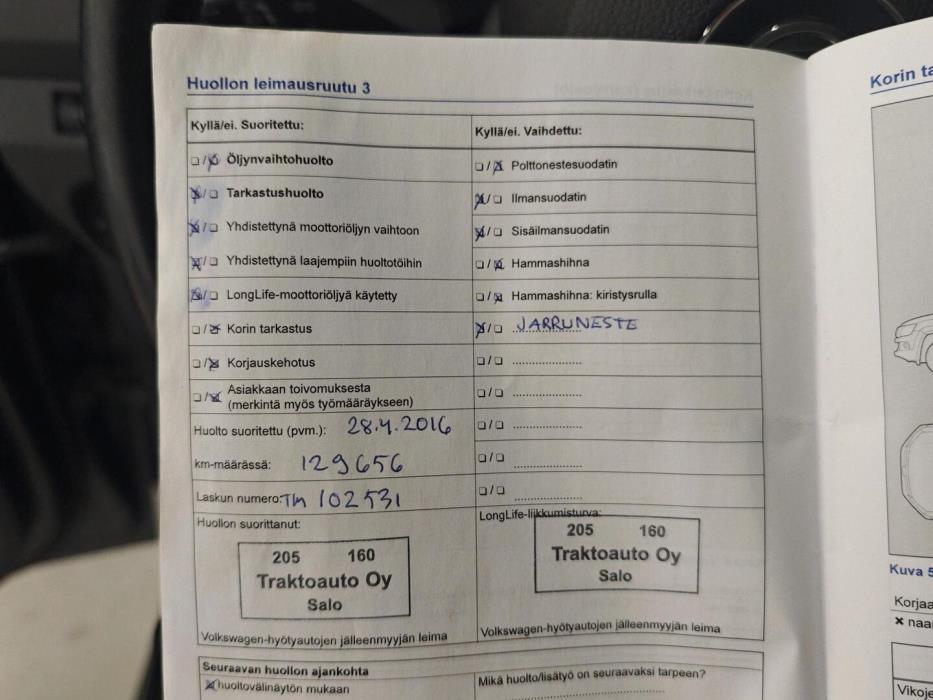 Huollon leimausruutu 3
Kyllä/ei. Suoritettu:
Öljynvaihtohuolto
Tarkastushuolto
Yhdistettynä moottoriöljyn vaihtoon
Yhdistettynä laajempiin huoltotöihin
LongLife-moottoriöljyä käytetty
Korin tarkastus
Korjauskehotus
Asiakkaan toivomuksesta
(merkintä myös työmääräykseen)
Huolto suoritettu (pvm.): 28.4.2016
km-määrässä: 129656
Laskun numero: TM 102531
Huollon suorittanut:
205 160
Traktoauto Oy
Salo
Volkswagen-hyötyautojen jälleenmyyjän leima
Kyllä/ei. Vaihdettu:
Polttonestesuodatin
Ilmansuodatin
Sisäilmansuodatin
Hammashihna
Hammashihna: kiristysrulla
JARRUNESTE
LongLife-liikkumisturva:
205 160
Traktoauto Oy
Salo
Volkswagen-hyötyautojen jälleenmyyjän leima
Seuraavan huollon ajankohta
huoltovälinäytön mukaan
Mikä huolto/lisätyö on seuraavaksi tarpeen?
Korin ta
Kuva 5
Korjaa
naa
Vikoje